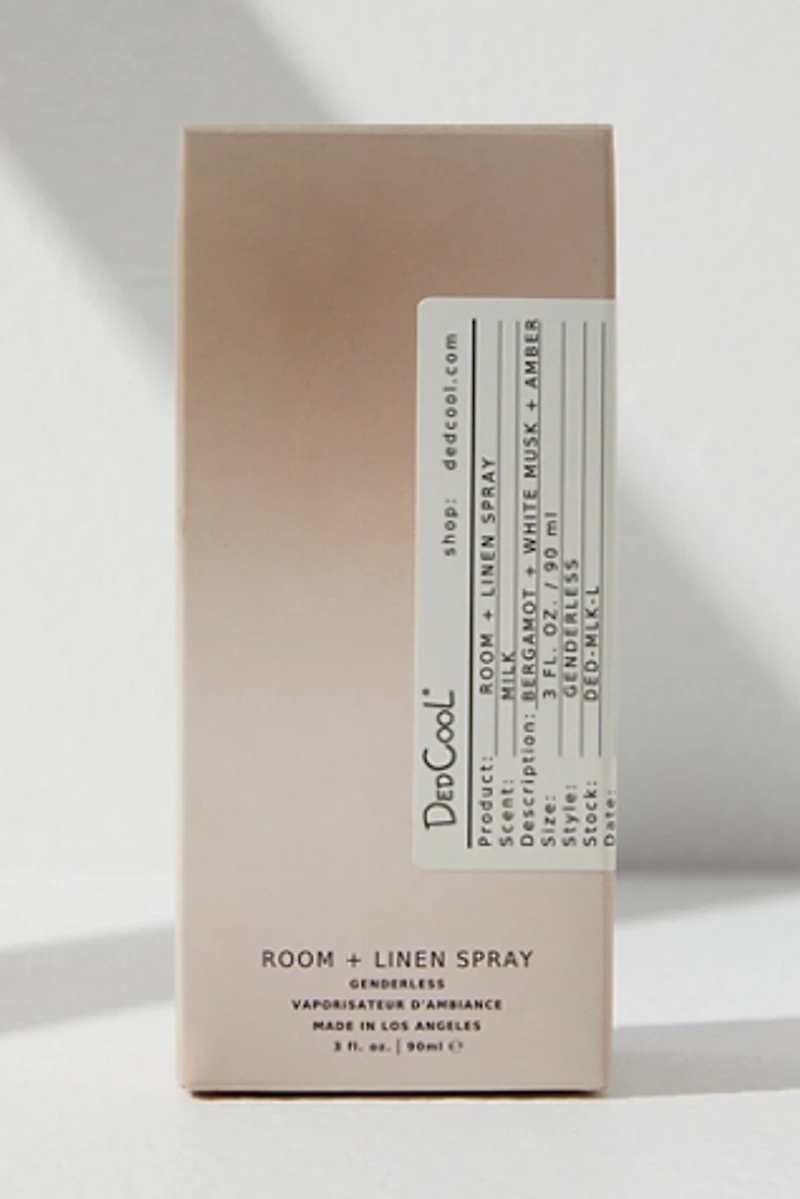 DEDCOOL® shop: dedcool.com
Product: ROOM + LINEN SPRAY
Scent: MILK
Description: BERGAMOT + WHITE MUSK + AMBER
Size: 3 FL. OZ. / 90 ml
Style: GENDERLESS
Stock: DED-MLK-L
Date:
ROOM + LINEN SPRAY
GENDERLESS
VAPORISATEUR D'AMBIANCE
MADE IN LOS ANGELES
3 fl. oz. | 90ml ℮